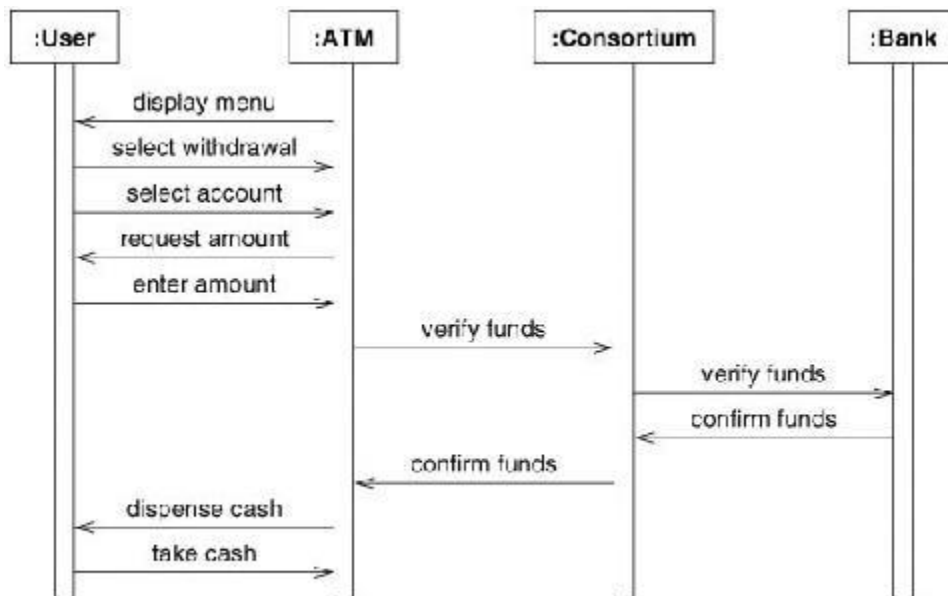 :User
:ATM
:Consortium
:Bank
display menu
select withdrawal
select account
request amount
enter amount
verify funds
verify funds
confirm funds
confirm funds
dispense cash
take cash